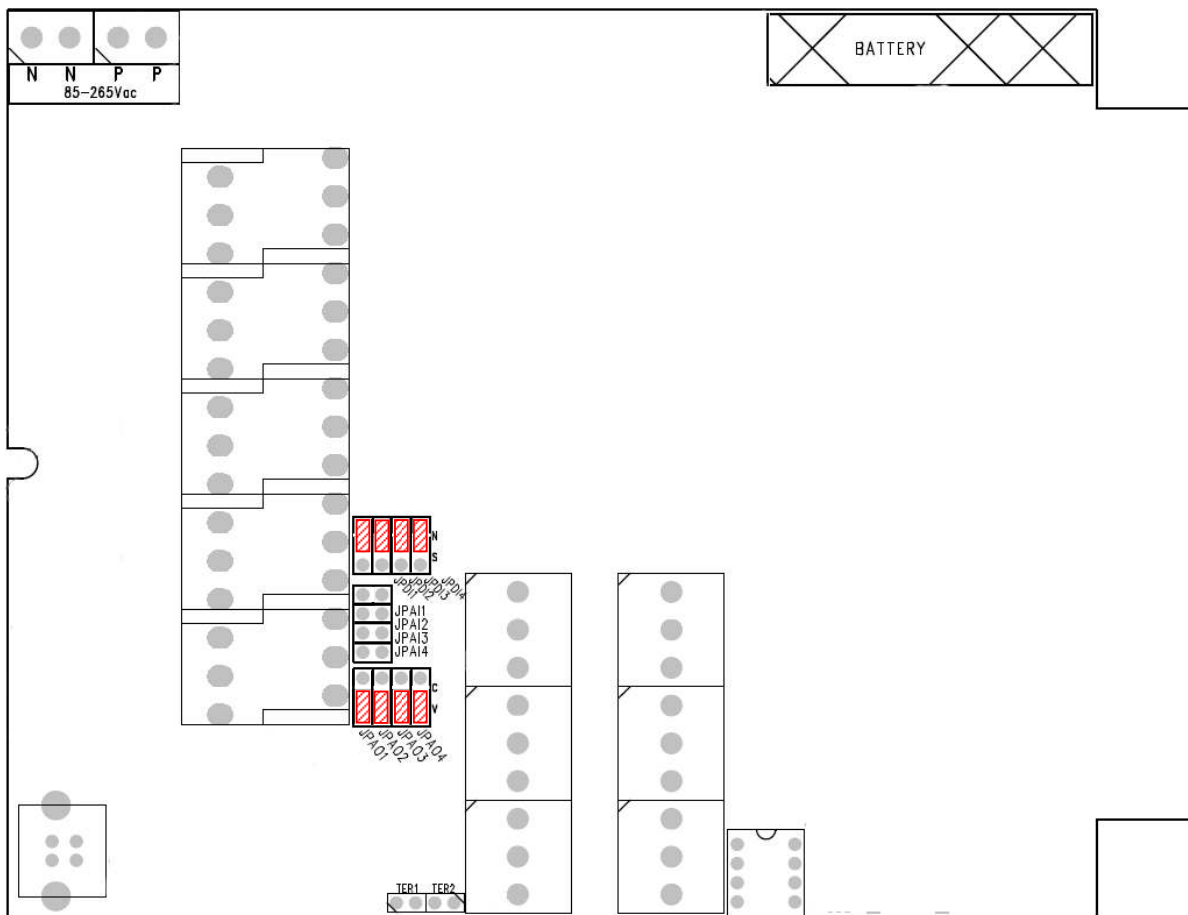 BATTERY
N N P P
85-265Vac
N
S
JPDI1 JPDI2 JPDI3 JPDI4
JPAI1
JPAI2
JPAI3
JPAI4
C
V
JPAO1 JPAO2 JPAO3 JPAO4
TER1 TER2